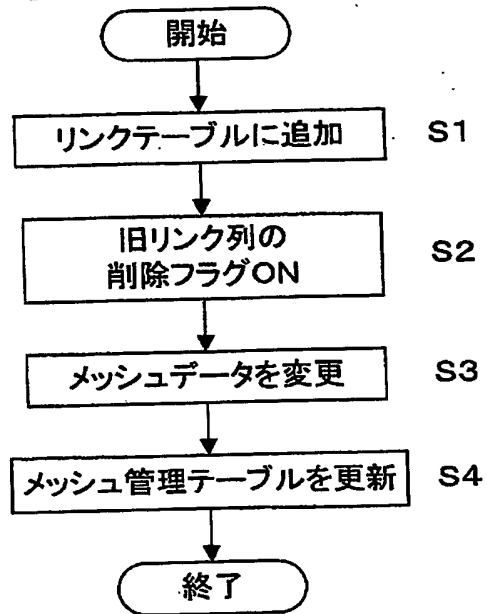 開始
リンクテーブルに追加 S1
旧リンク列の
削除フラグON S2
メッシュデータを変更 S3
メッシュ管理テーブルを更新 S4
終了